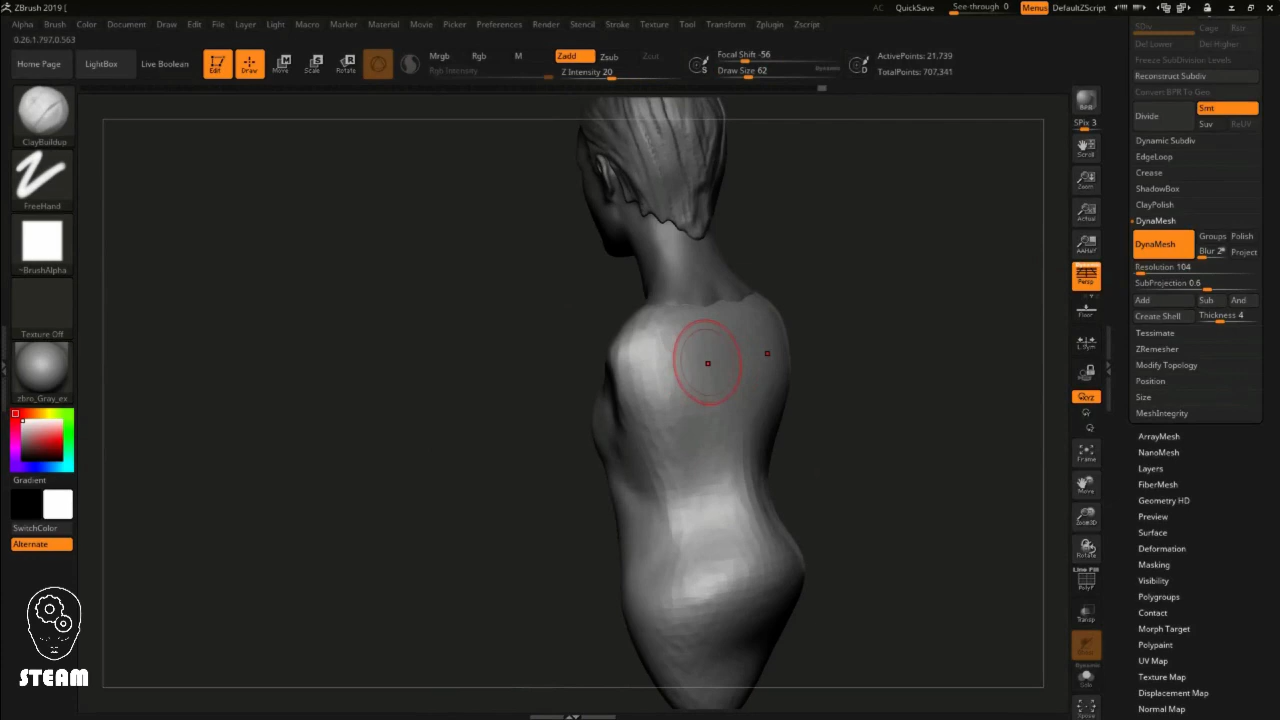 ZBrush 2019 [
AC QuickSave See-through 0 Menus DefaultZScript
Alpha Brush Color Document Draw Edit File Layer Light Macro Marker Material Movie Picker Preferences Render Stencil Stroke Texture Tool Transform Zplugin Zscript
0.26,1.797,0.563
Home Page LightBox Live Boolean Edit Draw Move Scale Rotate
Mrgb Rgb M Zadd Zsub Zcut
Rgb Intensity Z Intensity 20
Focal Shift -56
Draw Size 62 Dynamic
ActivePoints: 21,739
TotalPoints: 707,341
ClayBuildup
FreeHand
~BrushAlpha
Texture Off
zbro_Gray_ex
Gradient
SwitchColor
Alternate
STEAM
SPix 3
Scroll
Zoom
Actual
AAHalf
Persp
Floor
L.Sym
XYZ
Frame
Move
Zoom3D
Rotate
Line Fill
PolyF
Transp
Dynamic
Solo
Xpose
SDiv Cage Rstr
Del Lower Del Higher
Freeze SubDivision Levels
Reconstruct Subdiv
Convert BPR To Geo
Divide Smt
Suv ReUV
Dynamic Subdiv
EdgeLoop
Crease
ShadowBox
ClayPolish
DynaMesh
DynaMesh Groups Polish
Blur 2 Project
Resolution 104
SubProjection 0.6
Add Sub And
Create Shell Thickness 4
Tessimate
ZRemesher
Modify Topology
Position
Size
MeshIntegrity
ArrayMesh
NanoMesh
Layers
FiberMesh
Geometry HD
Preview
Surface
Deformation
Masking
Visibility
Polygroups
Contact
Morph Target
Polypaint
UV Map
Texture Map
Displacement Map
Normal Map